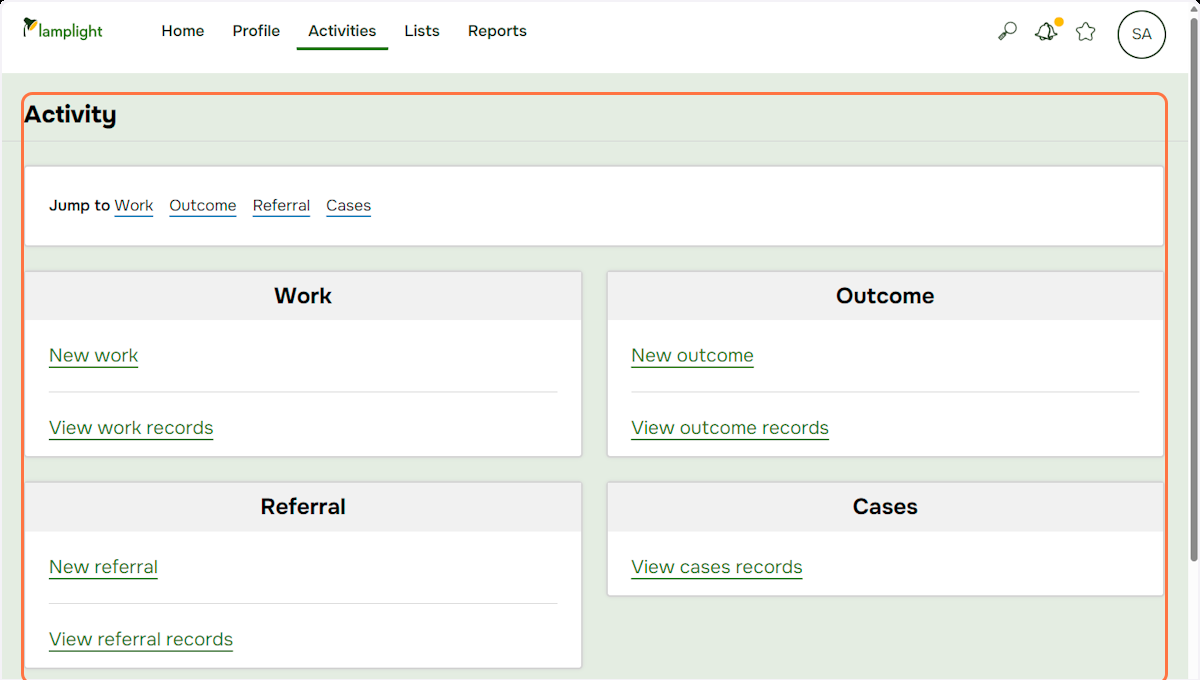 lamplight Home Profile Activities Lists Reports SA
Activity
Jump to Work Outcome Referral Cases
Work
New work
View work records
Outcome
New outcome
View outcome records
Referral
New referral
View referral records
Cases
View cases records